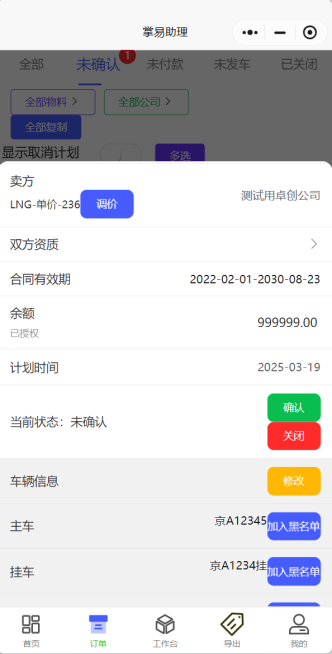 掌易助理
全部 未确认 1 未付款 未发车 已关闭
全部物料 全部公司
全部复制
显示取消计划 多选
卖方
LNG-单价-236 调价 测试用卓创公司
双方资质
合同有效期 2022-02-01-2030-08-23
余额
已授权 999999.00
计划时间 2025-03-19
当前状态：未确认 确认
关闭
车辆信息 修改
主车 京A12345 加入黑名单
挂车 京A1234挂 加入黑名单
首页 订单 工作台 导出 我的